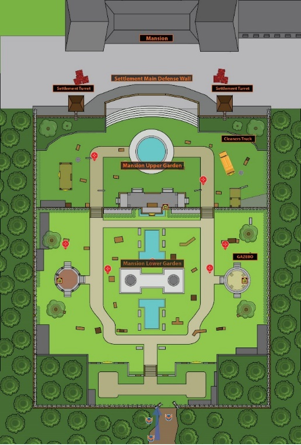 Mansion
Settlement Main Defense Wall
Settlement Turret
Settlement Turret
Cleaners Truck
Mansion Upper Garden
GAZEBO
Mansion Lower Garden